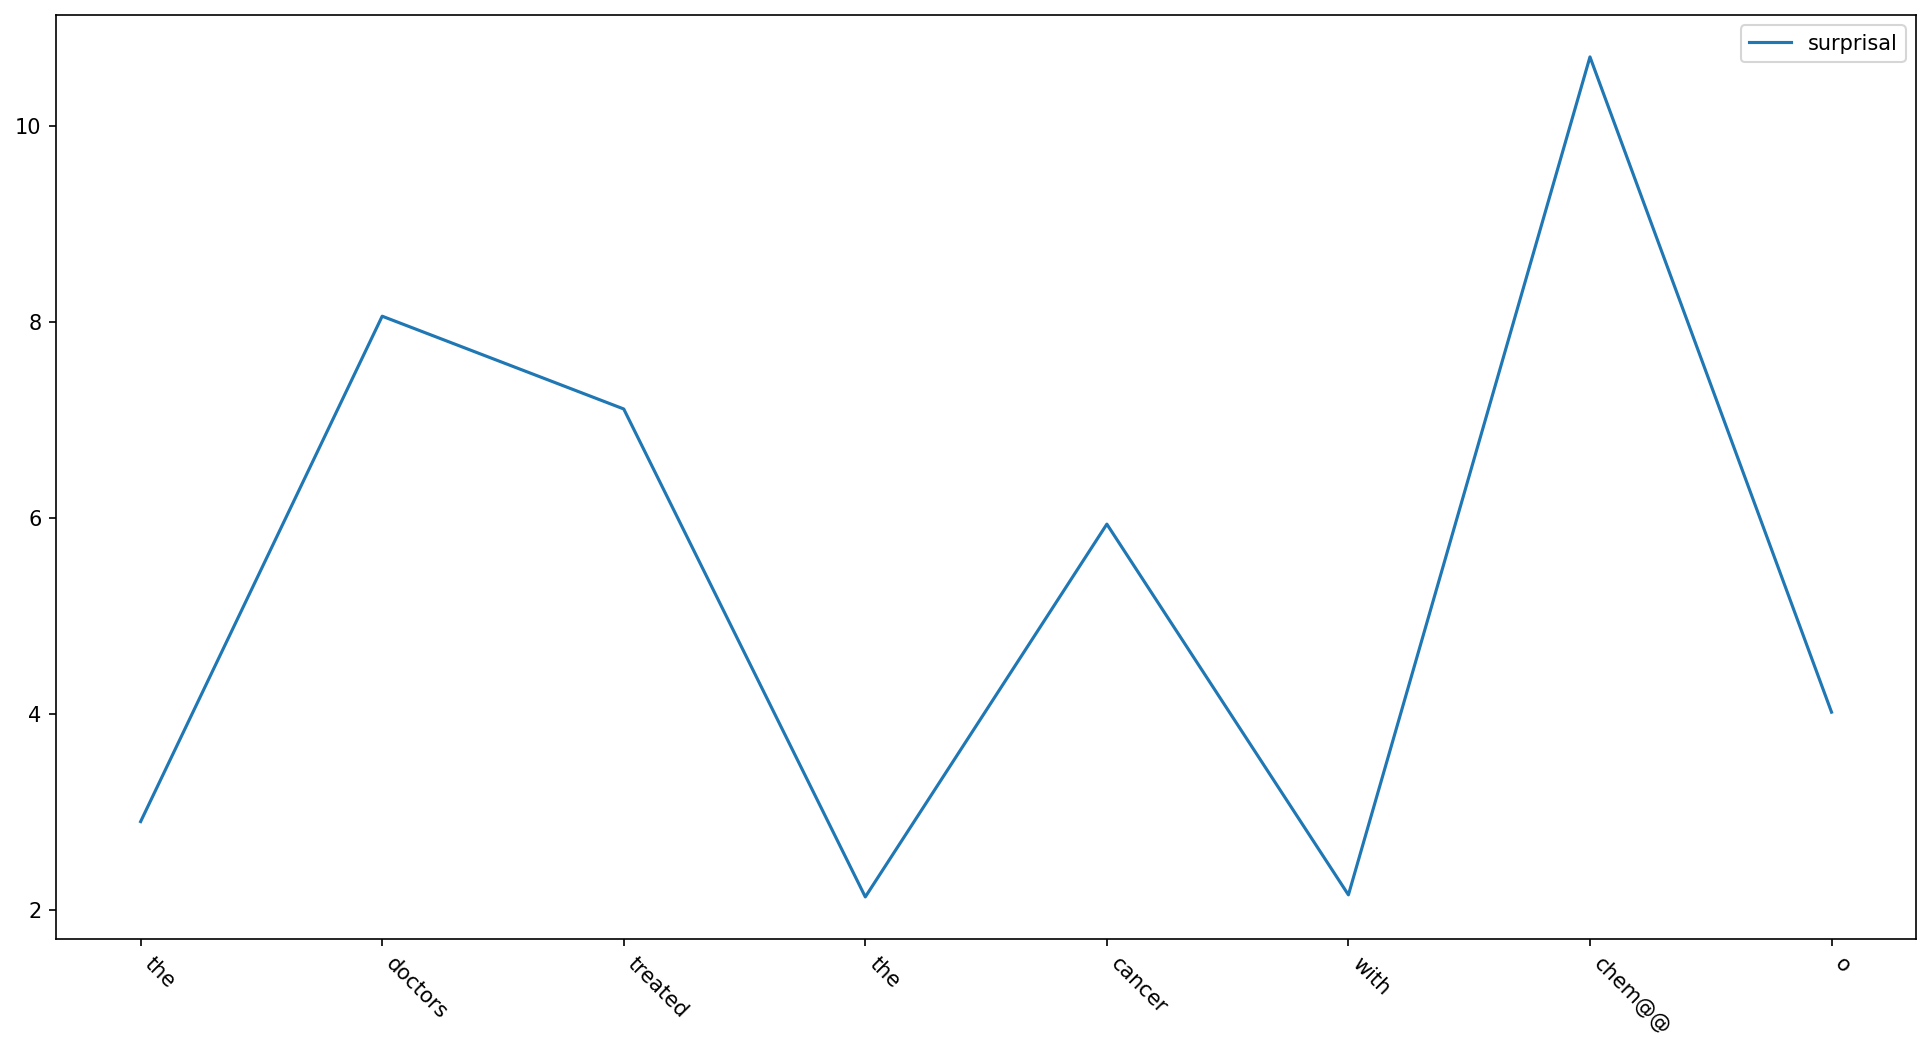 surprisal
10
8
6
4
2
the
doctors
treated
the
cancer
with
chem@@
o